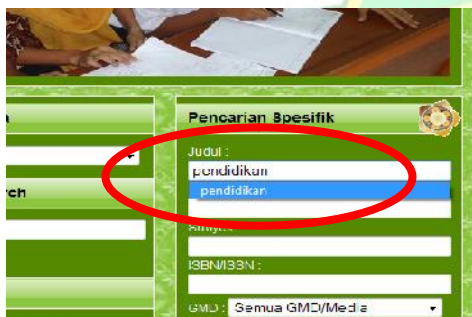 Pencarian Spesifik
Judul :
pendidikan
pendidikan
ISBN/ISSN :
GMD : Semua GMD/Media